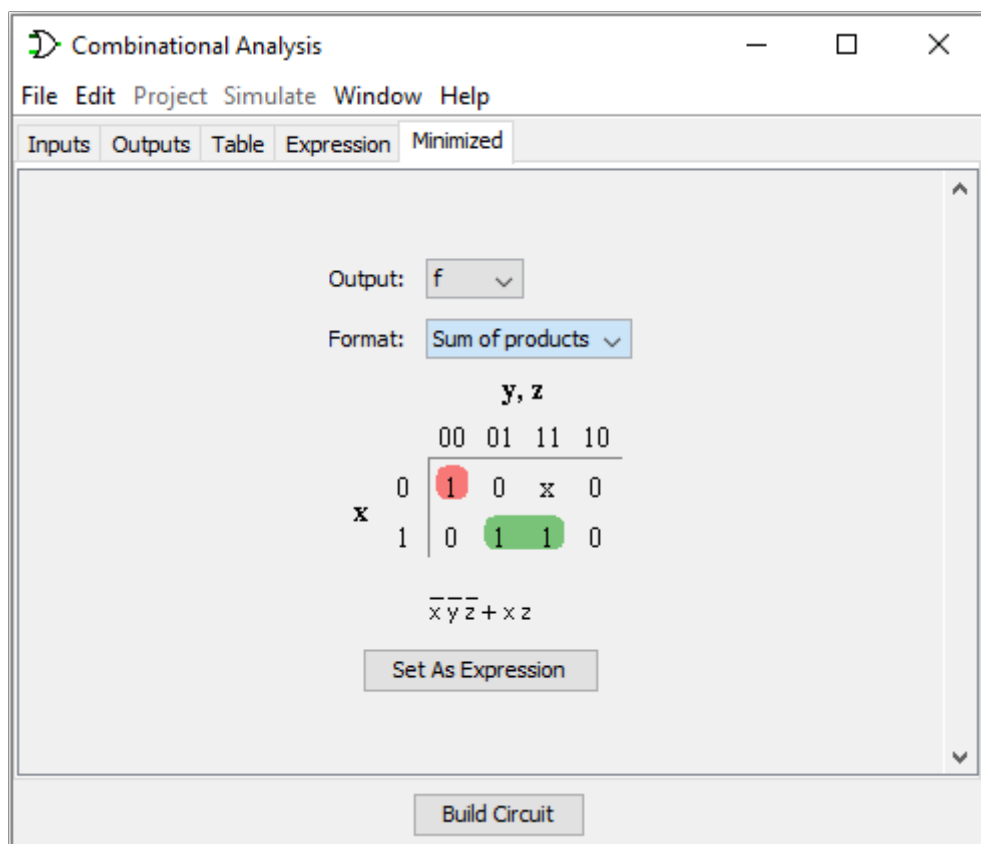 Combinational Analysis
File Edit Project Simulate Window Help
Inputs Outputs Table Expression Minimized
Output: f
Format: Sum of products
y, z
00 01 11 10
0 1 0 x 0
x
1 0 1 1 0
x̅ y̅ z̅ + x z
Set As Expression
Build Circuit